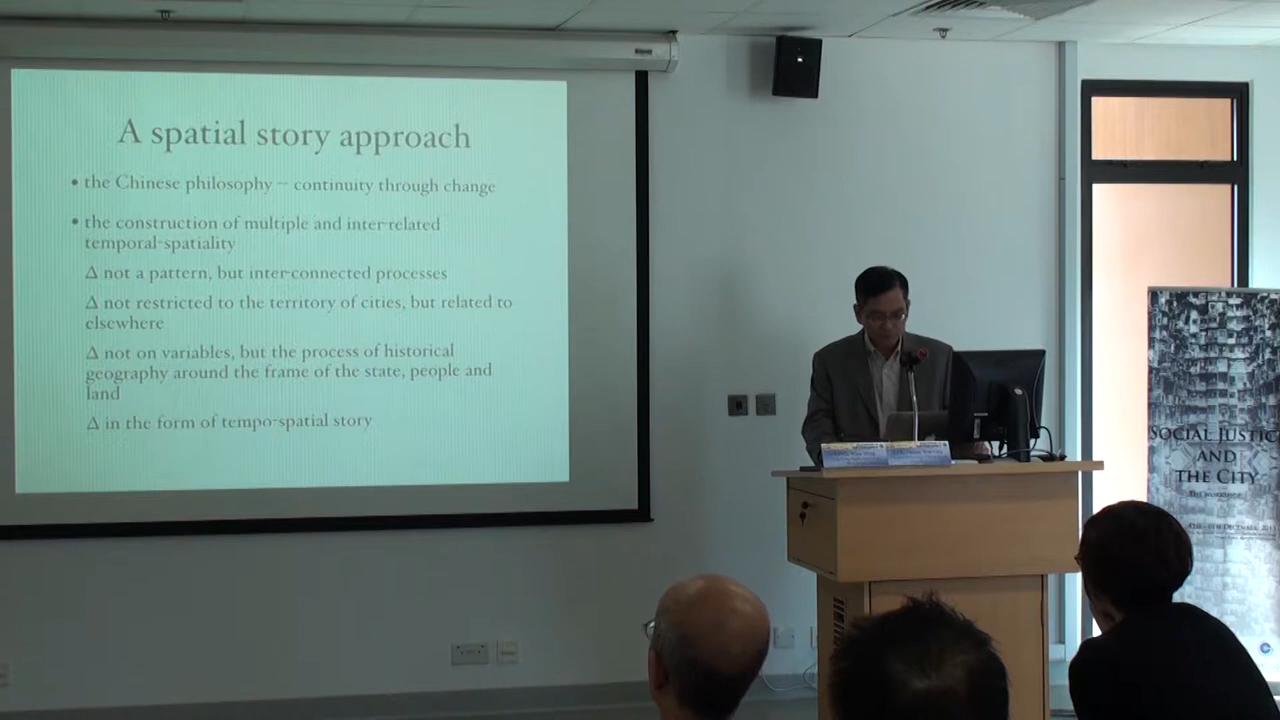 A spatial story approach
• the Chinese philosophy – continuity through change
• the construction of multiple and inter-related
temporal-spatiality
Δ not a pattern, but inter-connected processes
Δ not restricted to the territory of cities, but related to
elsewhere
Δ not on variables, but the process of historical
geography around the frame of the state, people and
land
Δ in the form of tempo-spatial story
SOCIAL JUSTIC
AND
THE CITY